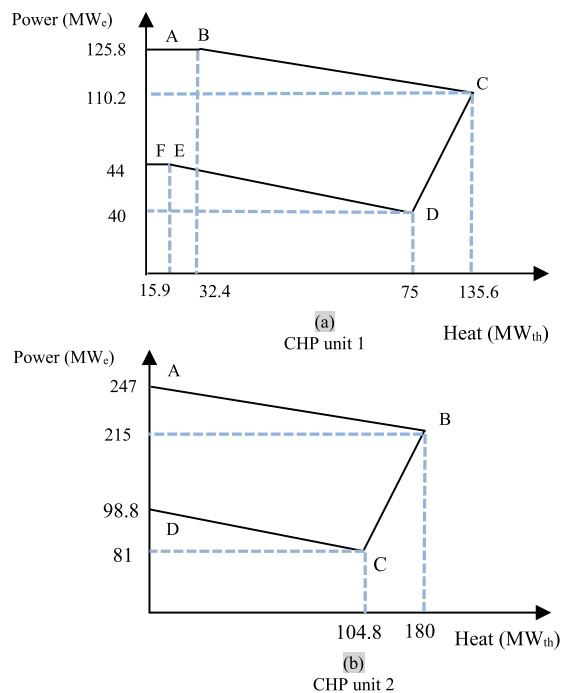 Power (MWe)
A B
125.8
C
110.2
F E
44
D
40
15.9 32.4 75 135.6
(a)
Heat (MWth)
CHP unit 1
Power (MWe)
A
247
B
215
98.8
D
81
C
104.8 180
Heat (MWth)
(b)
CHP unit 2